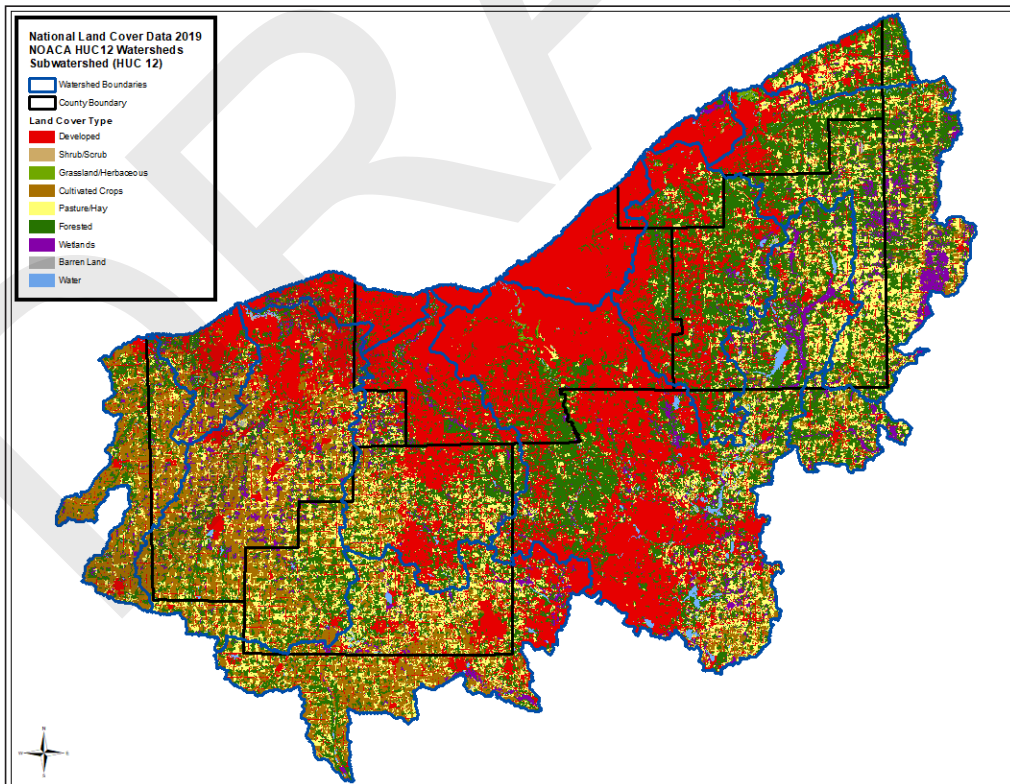 National Land Cover Data 2019
NOACA HUC12 Watersheds
Subwatershed (HUC 12)
Watershed Boundaries
County Boundary
Land Cover Type
Developed
Shrub/Scrub
Grassland/Herbaceous
Cultivated Crops
Pasture/Hay
Forested
Wetlands
Barren Land
Water